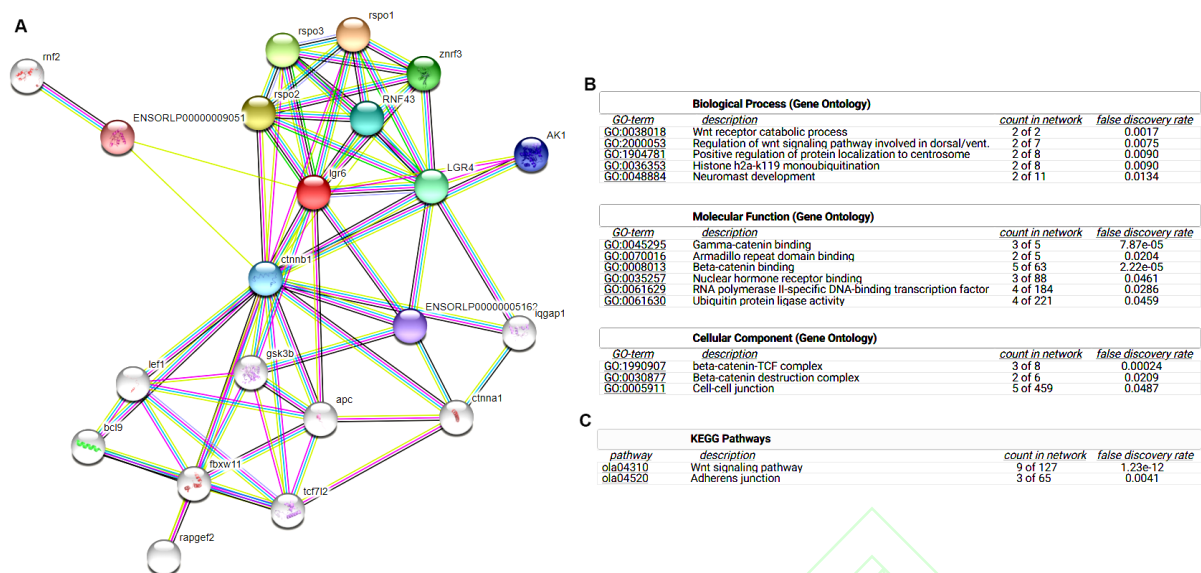 A
rspo1
rspo3
znrf3
rnf2
rspo2
RNF43
ENSORLP00000009051
AK1
lgr6
LGR4
ctnnb1
ENSORLP00000005162
iqgap1
gsk3b
lef1
apc
ctnna1
bcl9
fbxw11
tcf7l2
rapgef2
B
Biological Process (Gene Ontology)
GO-term description count in network false discovery rate
GO:0038018 Wnt receptor catabolic process 2 of 2 0.0017
GO:2000053 Regulation of wnt signaling pathway involved in dorsal/vent. 2 of 7 0.0075
GO:1904781 Positive regulation of protein localization to centrosome 2 of 8 0.0090
GO:0036353 Histone h2a-k119 monoubiquitination 2 of 8 0.0090
GO:0048884 Neuromast development 2 of 11 0.0134
Molecular Function (Gene Ontology)
GO-term description count in network false discovery rate
GO:0045295 Gamma-catenin binding 3 of 5 7.87e-05
GO:0070016 Armadillo repeat domain binding 2 of 5 0.0204
GO:0008013 Beta-catenin binding 5 of 63 2.22e-05
GO:0035257 Nuclear hormone receptor binding 3 of 88 0.0461
GO:0061629 RNA polymerase II-specific DNA-binding transcription factor 4 of 184 0.0286
GO:0061630 Ubiquitin protein ligase activity 4 of 221 0.0459
Cellular Component (Gene Ontology)
GO-term description count in network false discovery rate
GO:1990907 beta-catenin-TCF complex 3 of 8 0.00024
GO:0030877 Beta-catenin destruction complex 2 of 6 0.0209
GO:0005911 Cell-cell junction 5 of 459 0.0487
C
KEGG Pathways
pathway description count in network false discovery rate
ola04310 Wnt signaling pathway 9 of 127 1.23e-12
ola04520 Adherens junction 3 of 65 0.0041